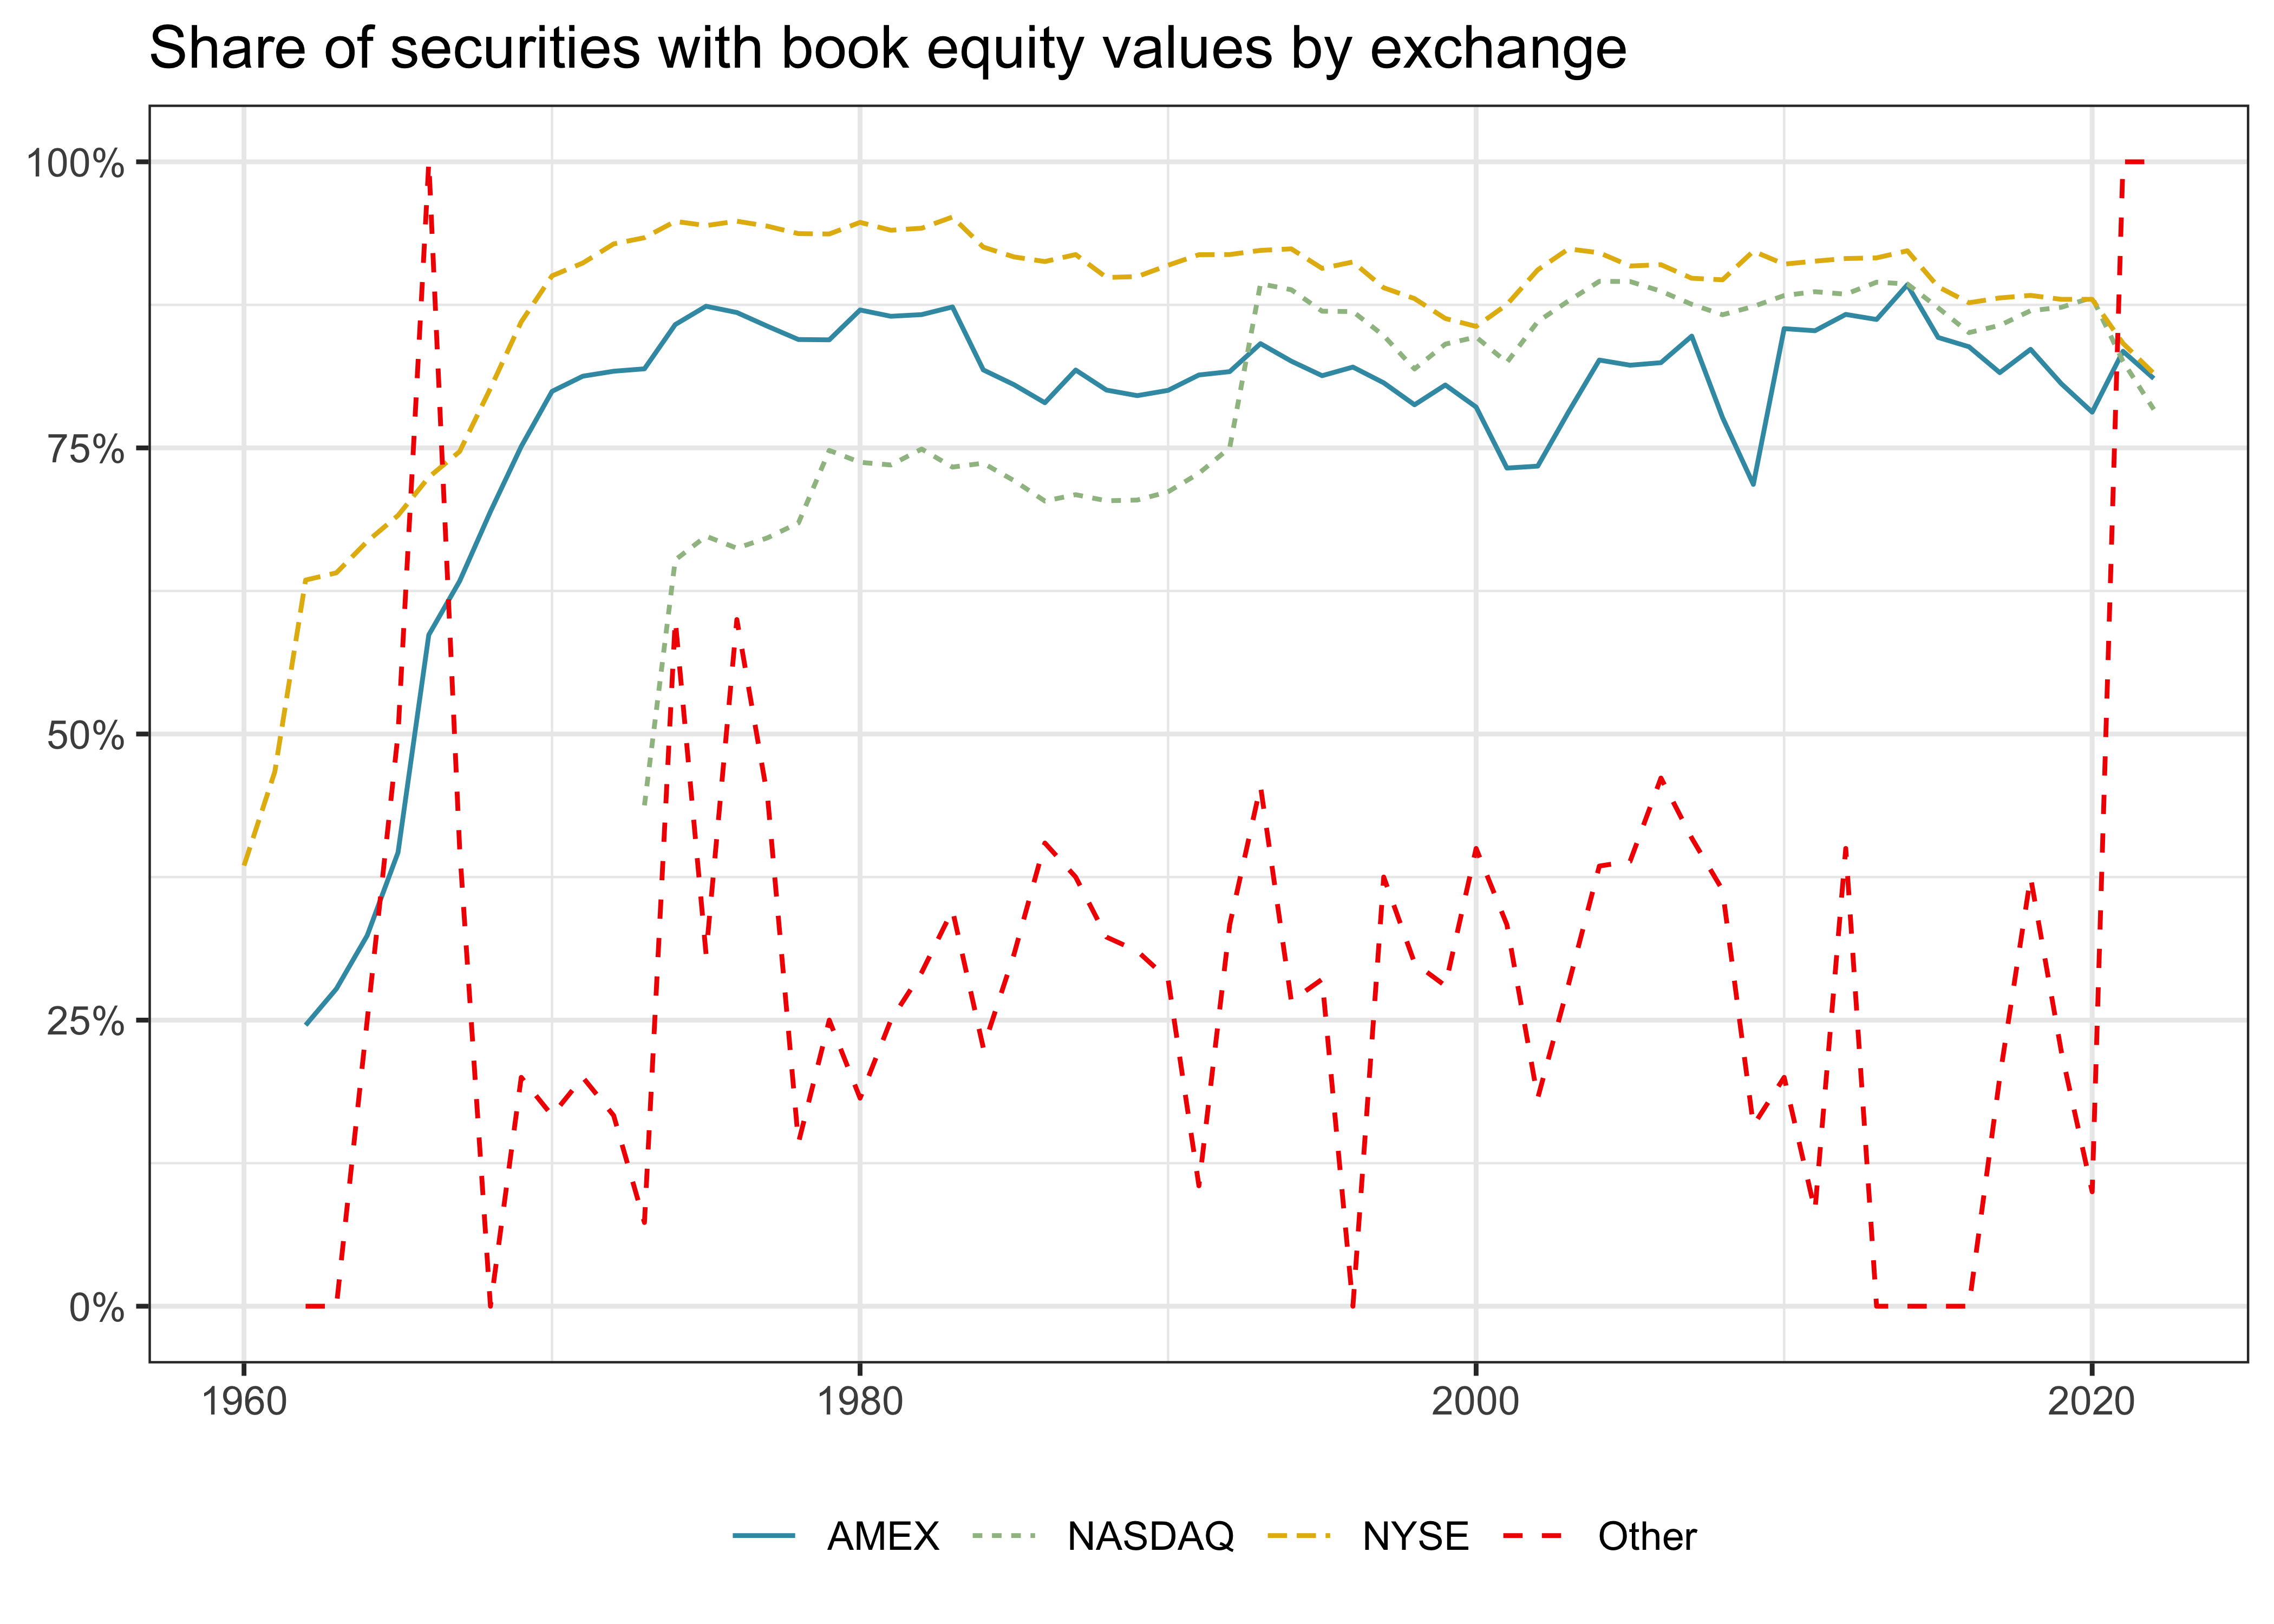 Share of securities with book equity values by exchange
100%
75%
50%
25%
0%
1960 1980 2000 2020
AMEX NASDAQ NYSE Other